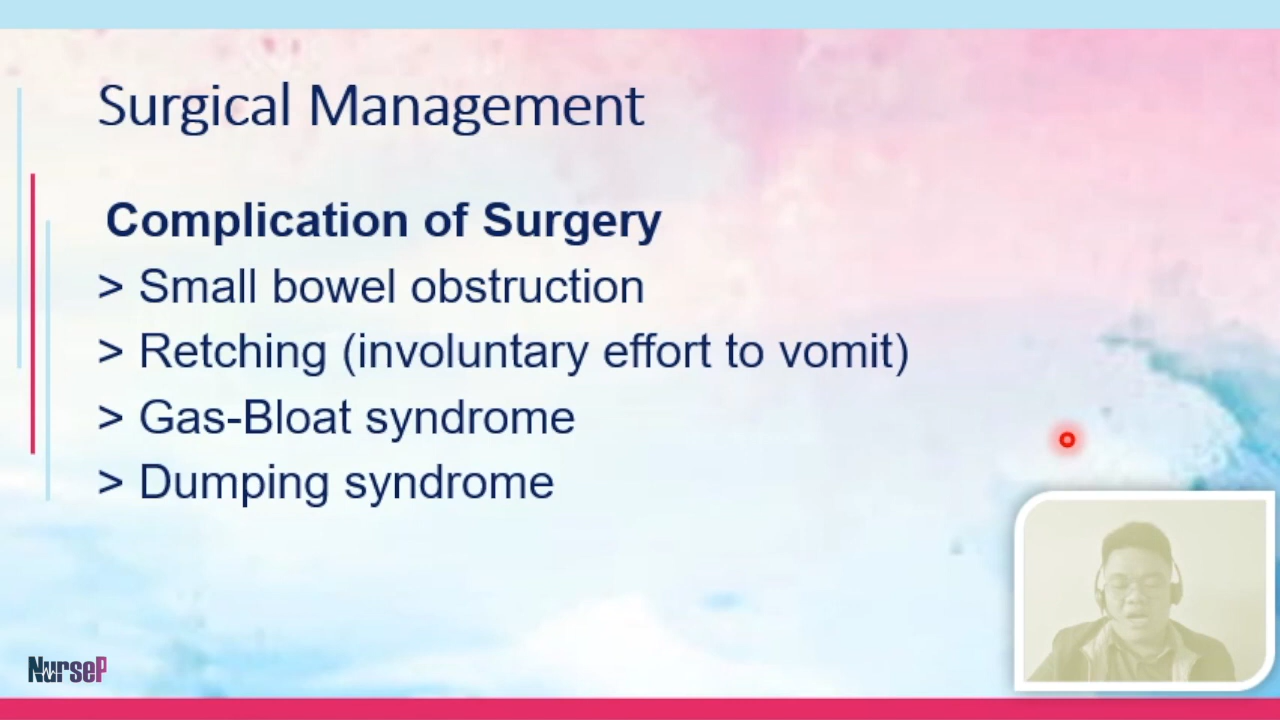 Surgical Management
Complication of Surgery
> Small bowel obstruction
> Retching (involuntary effort to vomit)
> Gas-Bloat syndrome
> Dumping syndrome
NurseP